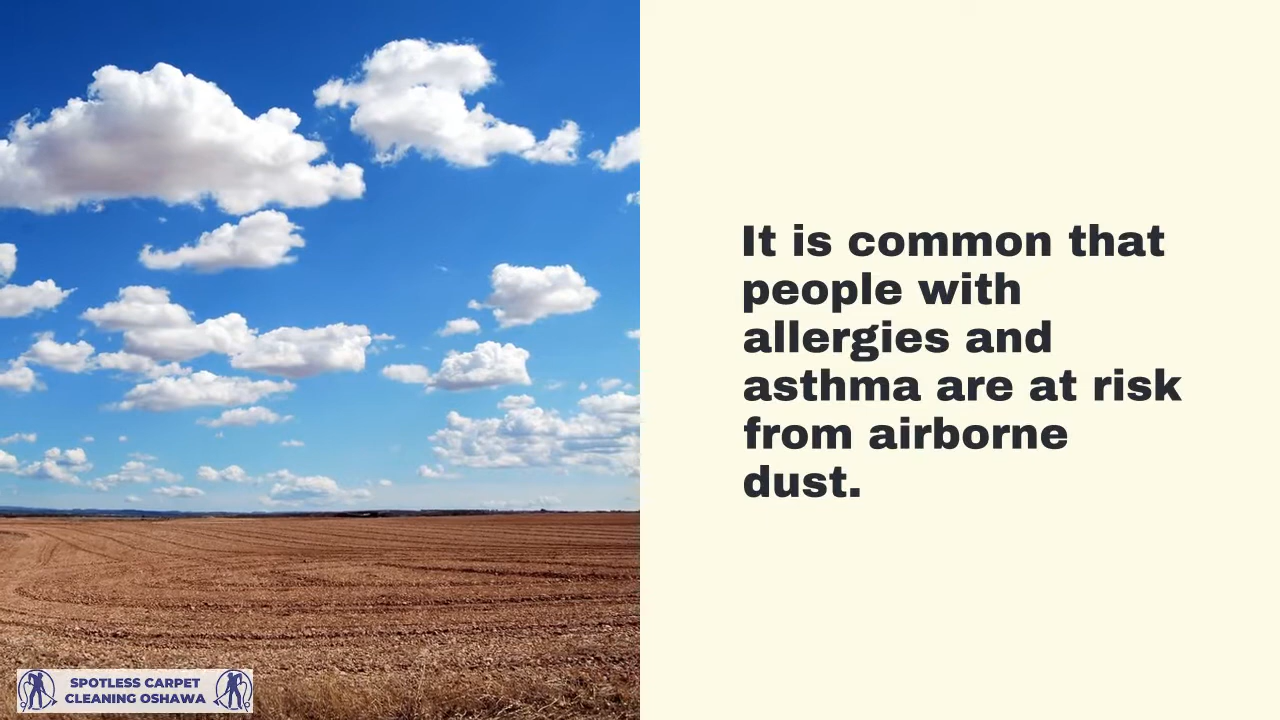 It is common that
people with
allergies and
asthma are at risk
from airborne
dust.
SPOTLESS CARPET
CLEANING OSHAWA